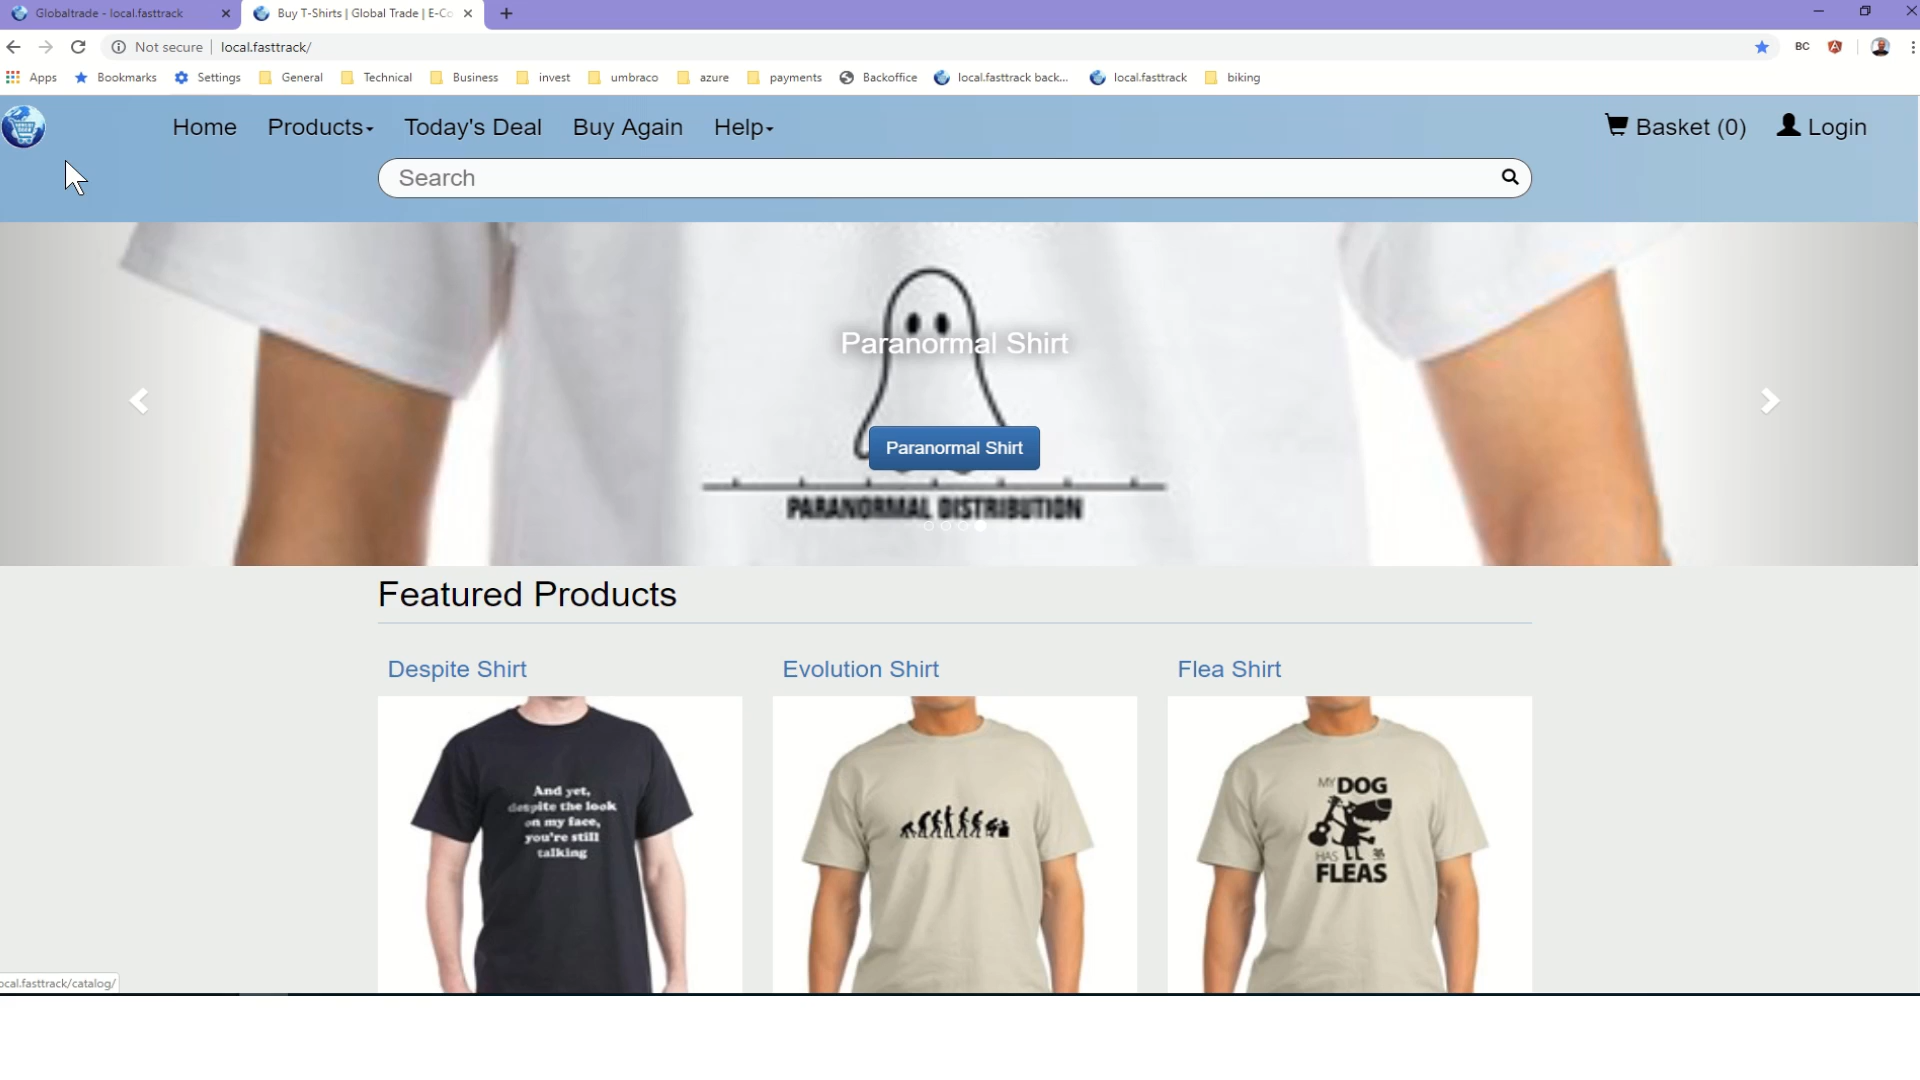 Globaltrade - local.fasttrack
Buy T-Shirts | Global Trade | E-Co
Not secure
local.fasttrack/
BC
Apps
Bookmarks
Settings
General
Technical
Business
invest
umbraco
azure
payments
Backoffice
local.fasttrack back...
local.fasttrack
biking
Home
Products
Today's Deal
Buy Again
Help
Basket (0)
Login
Search
Paranormal Shirt
Paranormal Shirt
PARANORMAL DISTRIBUTION
Featured Products
Despite Shirt
Evolution Shirt
Flea Shirt
And yet,
despite the look
on my face,
you're still
talking
MY DOG
HAS
FLEAS
ocal.fasttrack/catalog/